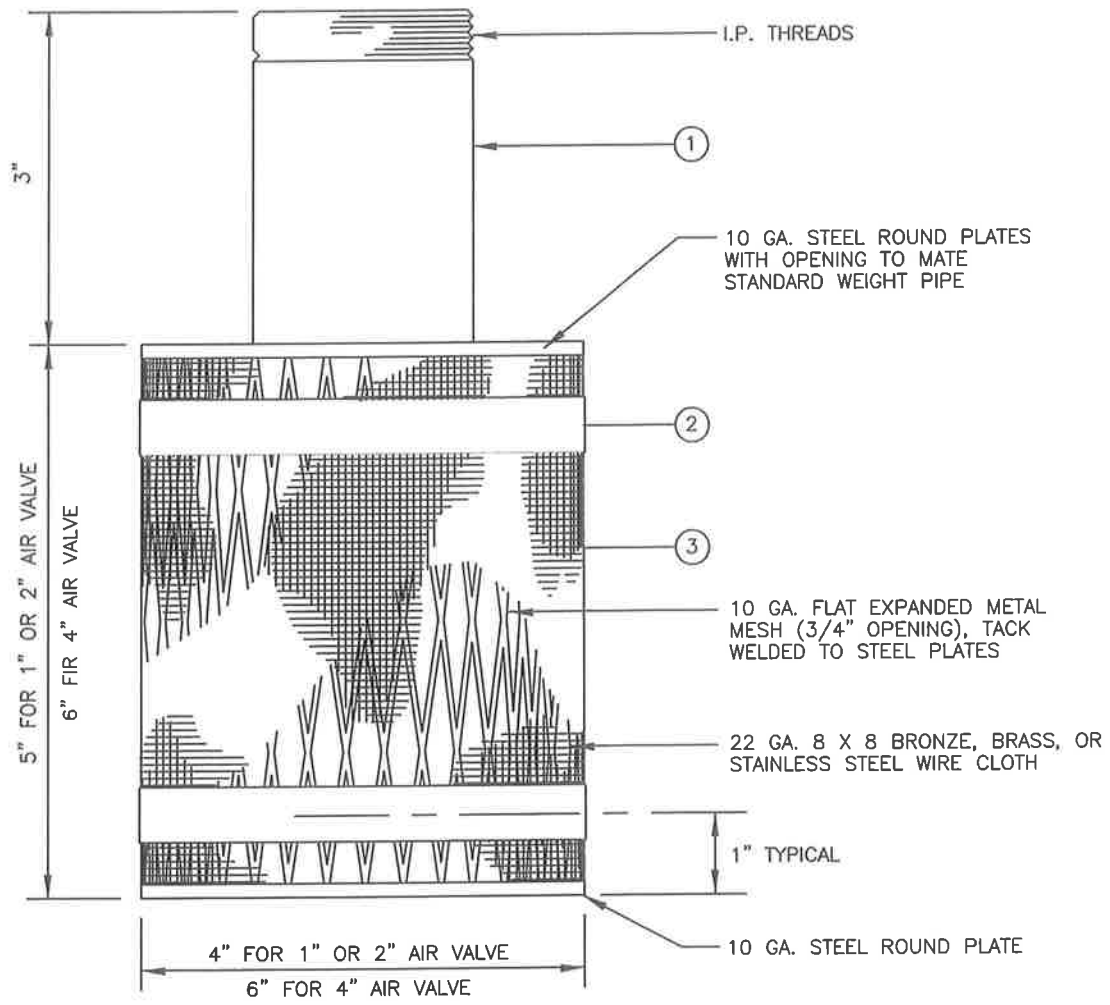 I.P. THREADS
1
3"
10 GA. STEEL ROUND PLATES
WITH OPENING TO MATE
STANDARD WEIGHT PIPE
2
5" FOR 1" OR 2" AIR VALVE
6" FIR 4" AIR VALVE
3
10 GA. FLAT EXPANDED METAL
MESH (3/4" OPENING), TACK
WELDED TO STEEL PLATES
22 GA. 8 X 8 BRONZE, BRASS, OR
STAINLESS STEEL WIRE CLOTH
1" TYPICAL
10 GA. STEEL ROUND PLATE
4" FOR 1" OR 2" AIR VALVE
6" FOR 4" AIR VALVE